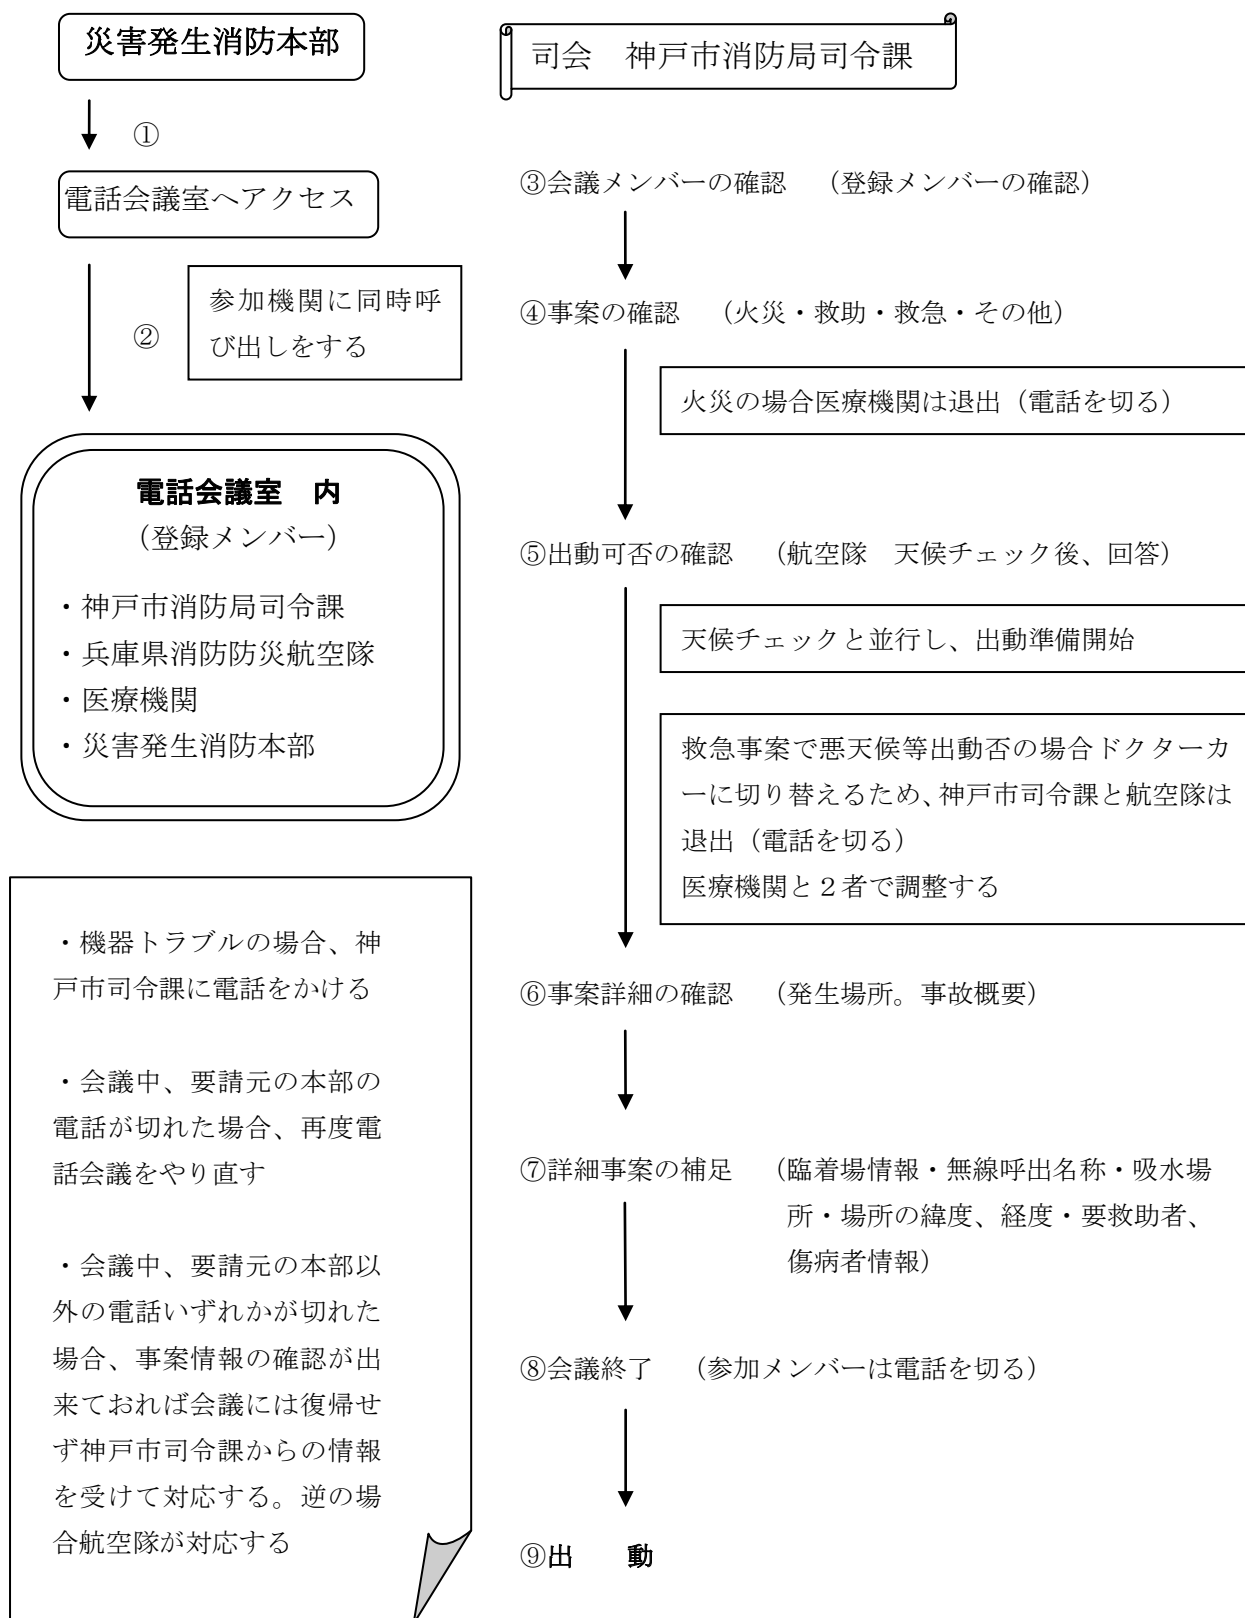 災害発生消防本部
①
電話会議室へアクセス
②
参加機関に同時呼
び出しをする
電話会議室　内
（登録メンバー）
・神戸市消防局司令課
・兵庫県消防防災航空隊
・医療機関
・災害発生消防本部
・機器トラブルの場合、神
戸市司令課に電話をかける
・会議中、要請元の本部の
電話が切れた場合、再度電
話会議をやり直す
・会議中、要請元の本部以
外の電話いずれかが切れた
場合、事案情報の確認が出
来ておれば会議には復帰せ
ず神戸市司令課からの情報
を受けて対応する。逆の場
合航空隊が対応する
司会　神戸市消防局司令課
③会議メンバーの確認　（登録メンバーの確認）
④事案の確認　（火災・救助・救急・その他）
火災の場合医療機関は退出（電話を切る）
⑤出動可否の確認　（航空隊　天候チェック後、回答）
天候チェックと並行し、出動準備開始
救急事案で悪天候等出動否の場合ドクターカ
ーに切り替えるため、神戸市司令課と航空隊は
退出（電話を切る）
医療機関と２者で調整する
⑥事案詳細の確認　（発生場所。事故概要）
⑦詳細事案の補足　（臨着場情報・無線呼出名称・吸水場
所・場所の緯度、経度・要救助者、
傷病者情報）
⑧会議終了　（参加メンバーは電話を切る）
⑨出　　動